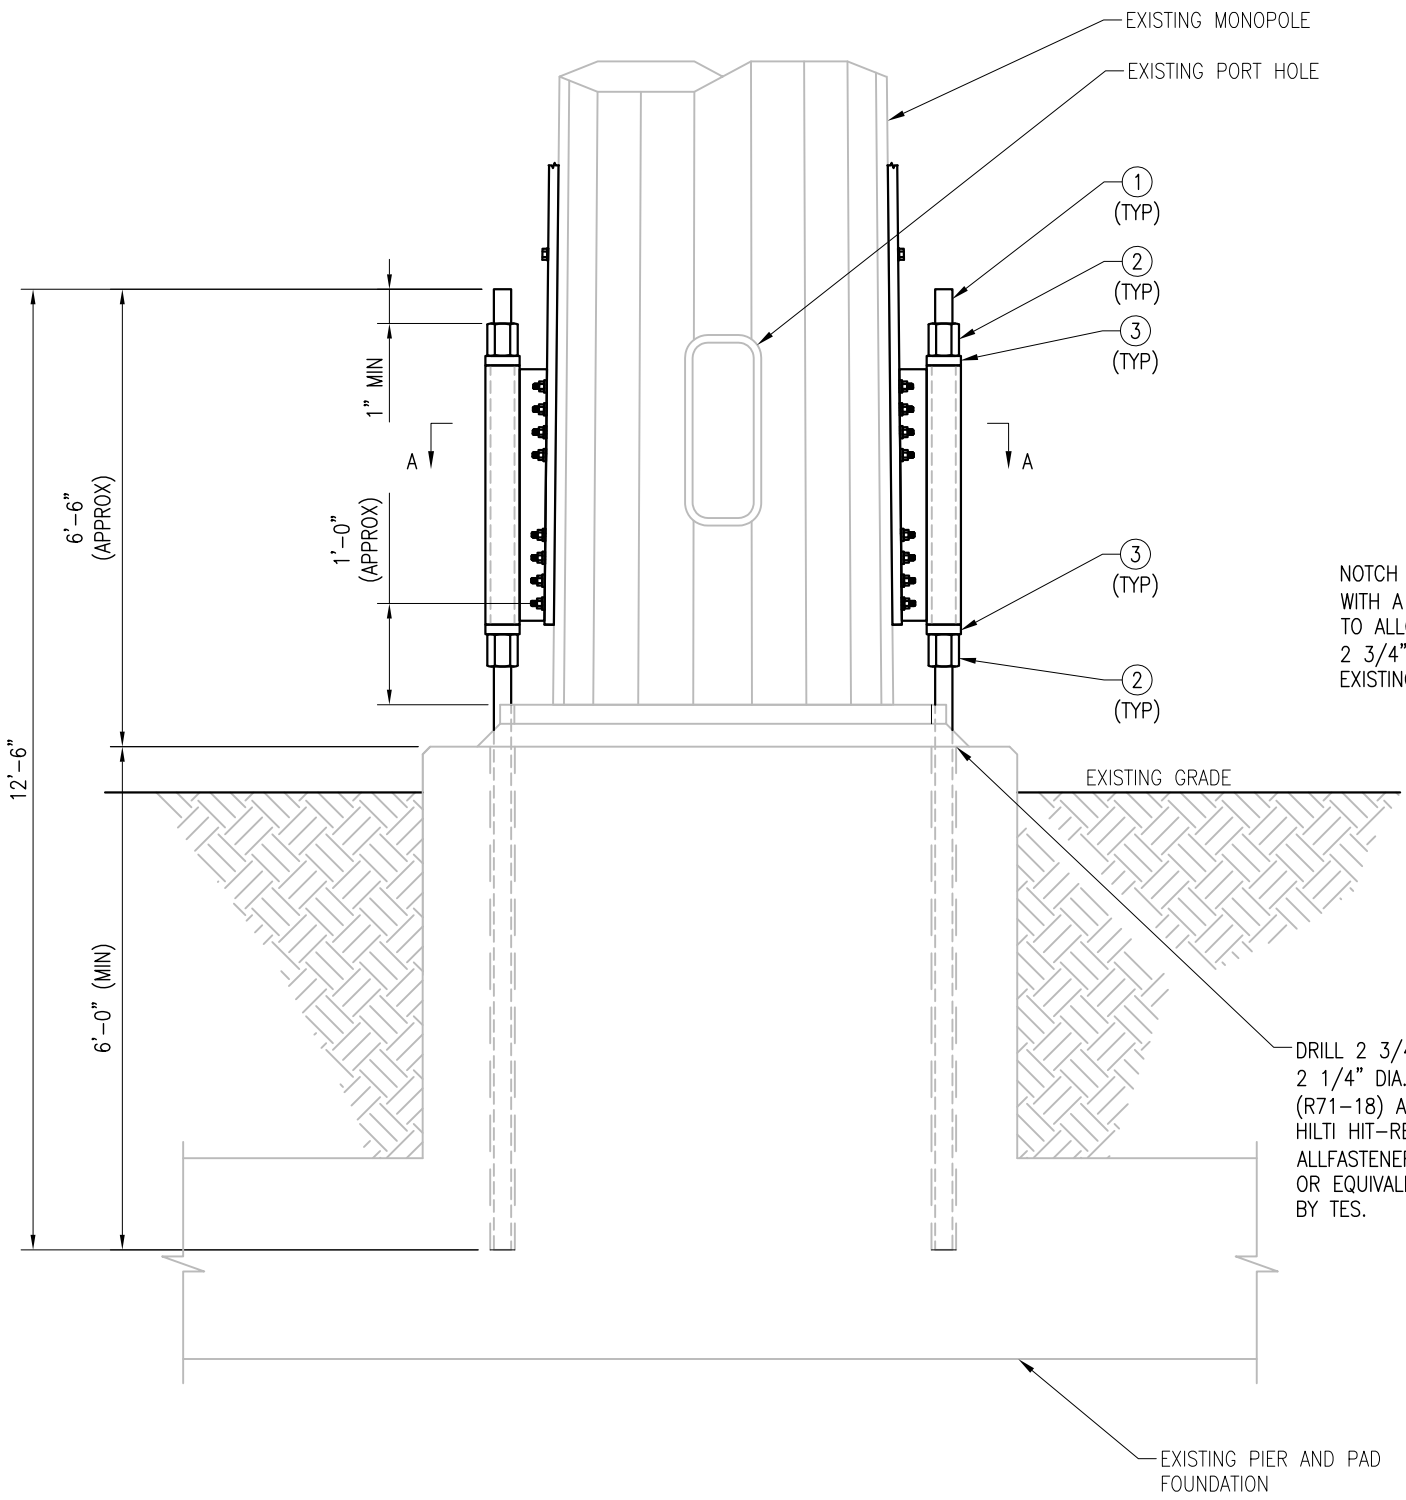 EXISTING MONOPOLE
EXISTING PORT HOLE
1
(TYP)
2
(TYP)
3
(TYP)
1" MIN
A
A
6'-6"
(APPROX)
1'-0"
(APPROX)
3
(TYP)
NOTCH
WITH A
TO ALL
2 3/4"
EXISTING
2
(TYP)
12'-6"
EXISTING GRADE
6'-0" (MIN)
DRILL 2 3/4
2 1/4" DIA.
(R71-18) A
HILTI HIT-RE
ALLFASTENER
OR EQUIVAL
BY TES.
EXISTING PIER AND PAD
FOUNDATION